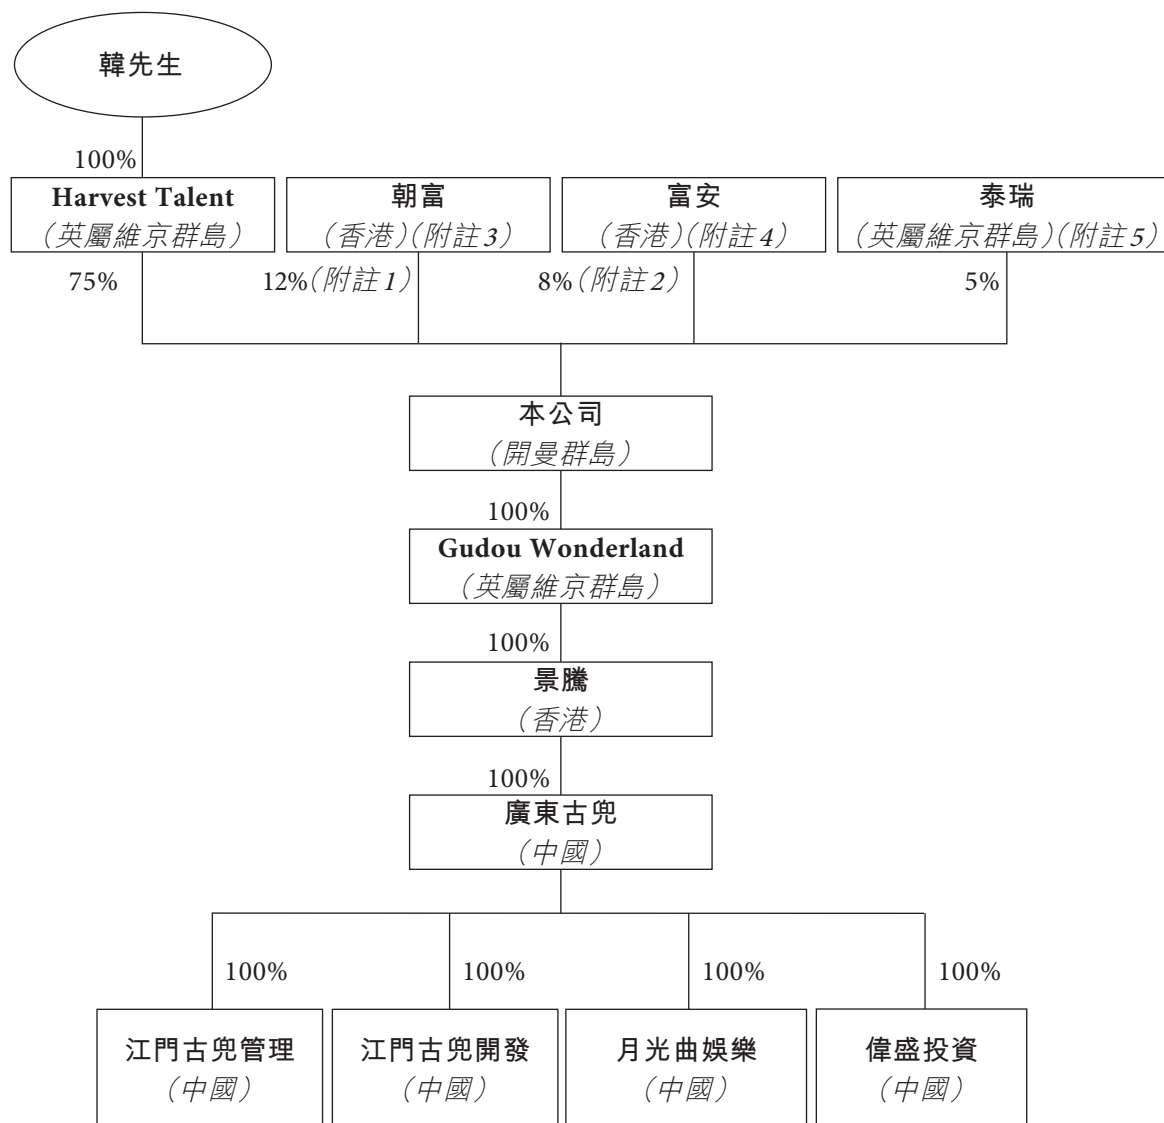 韓先生
100%
Harvest Talent
（英屬維京群島）
朝富
（香港）（附註3）
富安
（香港）（附註4）
泰瑞
（英屬維京群島）（附註5）
75%
12%（附註1）
8%（附註2）
5%
本公司
（開曼群島）
100%
Gudou Wonderland
（英屬維京群島）
100%
景騰
（香港）
100%
廣東古兜
（中國）
100%
100%
100%
100%
江門古兜管理
（中國）
江門古兜開發
（中國）
月光曲娛樂
（中國）
偉盛投資
（中國）